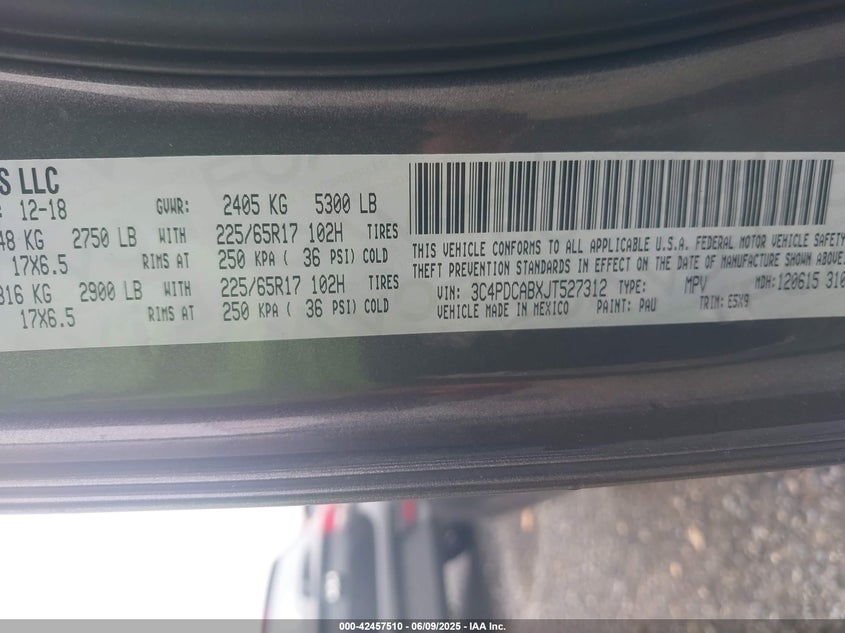 S LLC
: 12-18 GVWR: 2405 KG 5300 LB
48 KG 2750 LB WITH 225/65R17 102H TIRES
17X6.5 RIMS AT 250 KPA ( 36 PSI) COLD
816 KG 2900 LB WITH 225/65R17 102H TIRES
17X6.5 RIMS AT 250 KPA ( 36 PSI) COLD
THIS VEHICLE CONFORMS TO ALL APPLICABLE U.S.A. FEDERAL MOTOR VEHICLE SAFETY
THEFT PREVENTION STANDARDS IN EFFECT ON THE DATE OF MANUFACTURE SHOWN ABOVE.
VIN: 3C4PDCABXJT527312 TYPE: MPV MDH: 120615 310
VEHICLE MADE IN MEXICO PAINT: PAU TRIM: E5X9
000-42457510 - 06/09/2025 - IAA Inc.